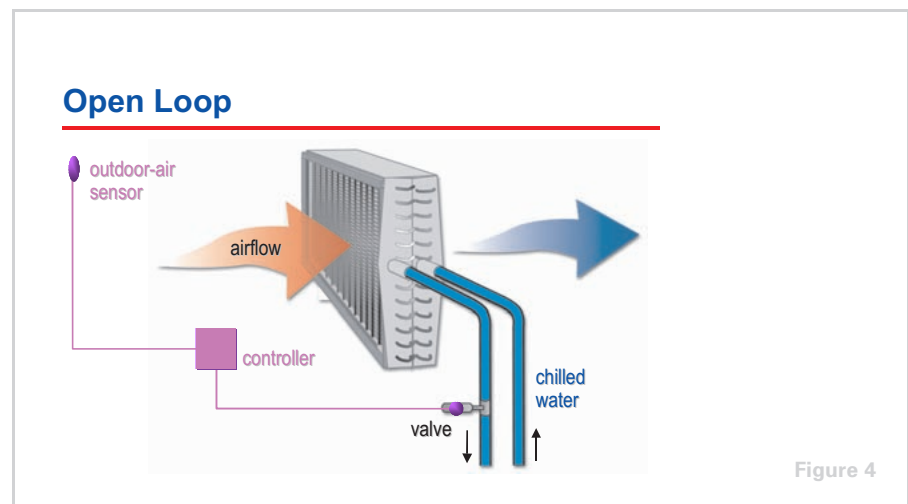 Open Loop
outdoor-air
sensor
airflow
controller
chilled
water
valve
Figure 4